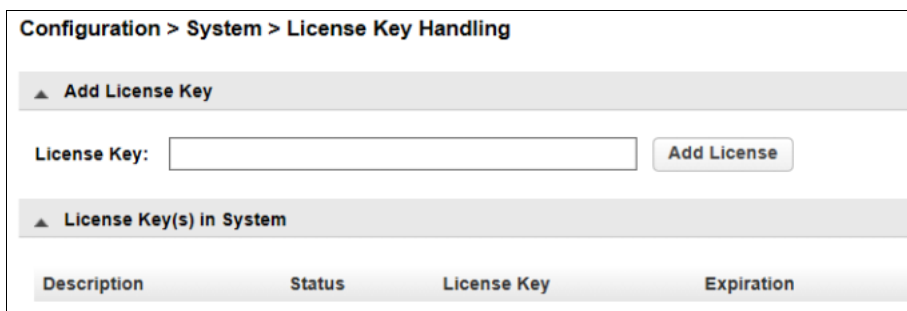 Configuration > System > License Key Handling
Add License Key
License Key: Add License
License Key(s) in System
Description Status License Key Expiration